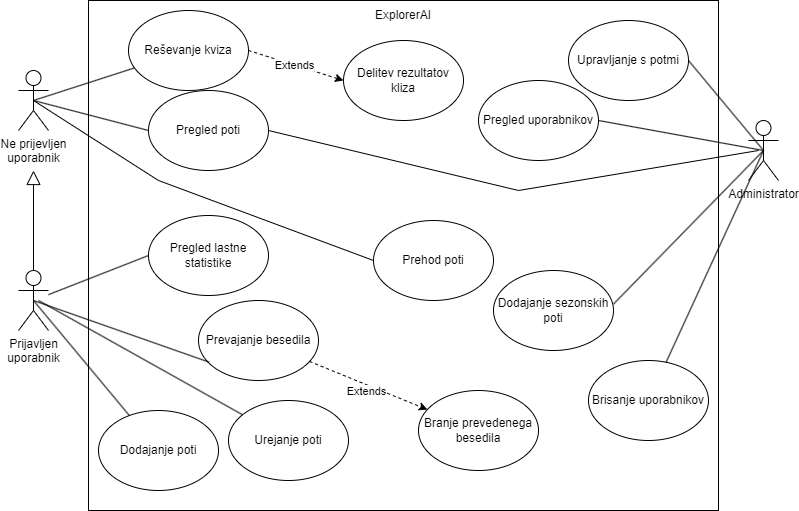 ExplorerAI
Reševanje kviza
Extends
Delitev rezultatov
kliza
Upravljanje s potmi
Pregled poti
Pregled uporabnikov
Ne prijevljen
uporabnik
Administrator
Pregled lastne
statistike
Prehod poti
Dodajanje sezonskih
poti
Prijavljen
uporabnik
Prevajanje besedila
Extends
Brisanje uporabnikov
Branje prevedenega
besedila
Urejanje poti
Dodajanje poti